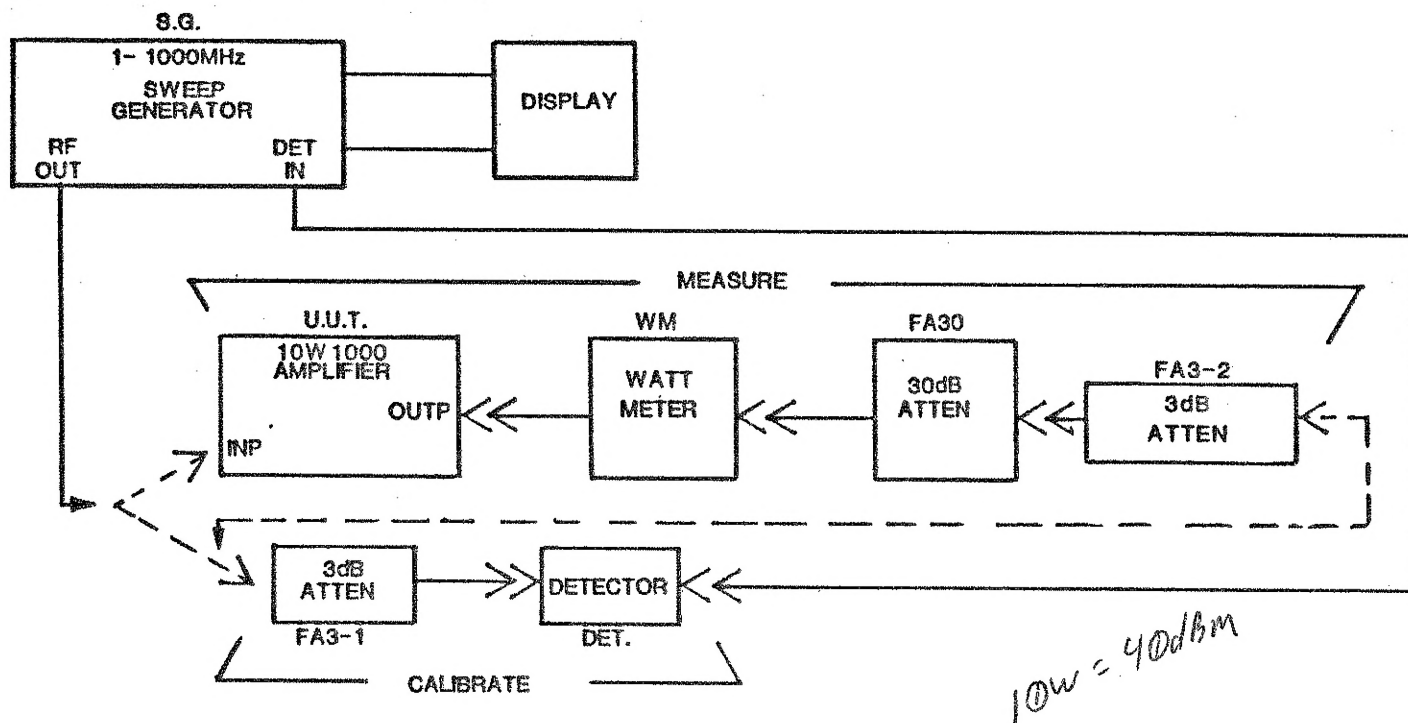 S.G.
1- 1000MHz
SWEEP
GENERATOR
RF
OUT
DET
IN
DISPLAY
MEASURE
U.U.T.
10W 1000
AMPLIFIER
OUTP
INP
WM
WATT
METER
FA30
30dB
ATTEN
FA3-2
3dB
ATTEN
3dB
ATTEN
FA3-1
DETECTOR
DET.
CALIBRATE
10W = 40dBm